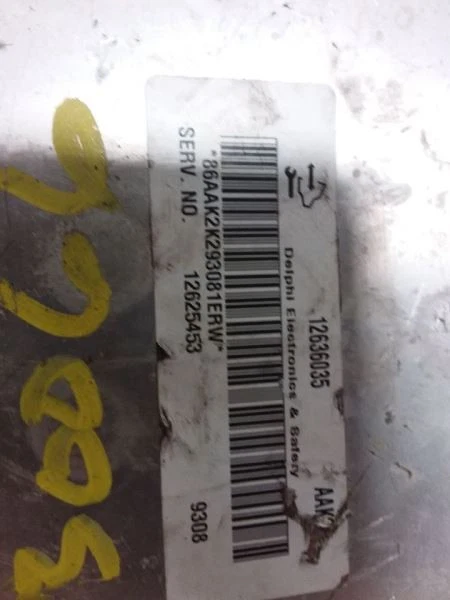 12636035 AAK
Delphi Electronics & Safety
*86AAK2K293081ERW*
SERV. NO. 12625453 9308